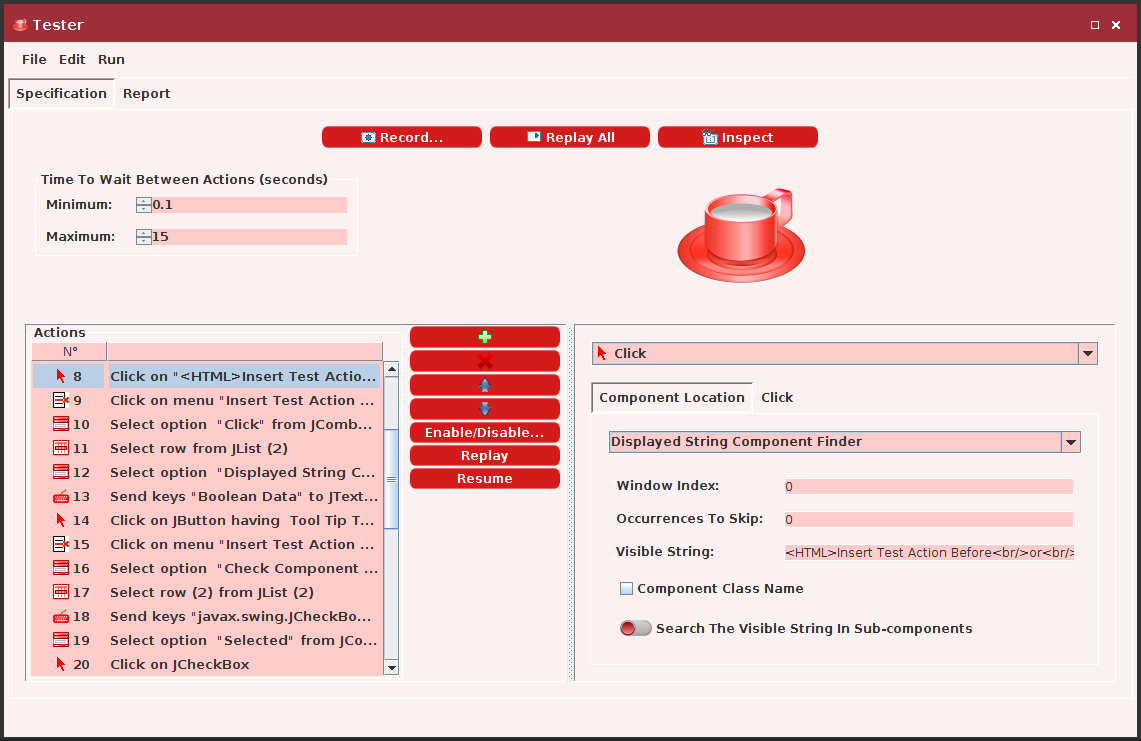 Tester
File Edit Run
Specification Report
Record... Replay All Inspect
Time To Wait Between Actions (seconds)
Minimum: 0.1
Maximum: 15
Actions
N°
8 Click on "<HTML>Insert Test Actio...
9 Click on menu "Insert Test Action ...
10 Select option "Click" from JComb...
11 Select row from JList (2)
12 Select option "Displayed String C...
13 Send keys "Boolean Data" to JText...
14 Click on JButton having Tool Tip T...
15 Click on menu "Insert Test Action ...
16 Select option "Check Component ...
17 Select row (2) from JList (2)
18 Send keys "javax.swing.JCheckBo...
19 Select option "Selected" from JCo...
20 Click on JCheckBox
Enable/Disable...
Replay
Resume
Click
Component Location Click
Displayed String Component Finder
Window Index: 0
Occurrences To Skip: 0
Visible String: <HTML>Insert Test Action Before<br/>or<br/>
Component Class Name
Search The Visible String In Sub-components